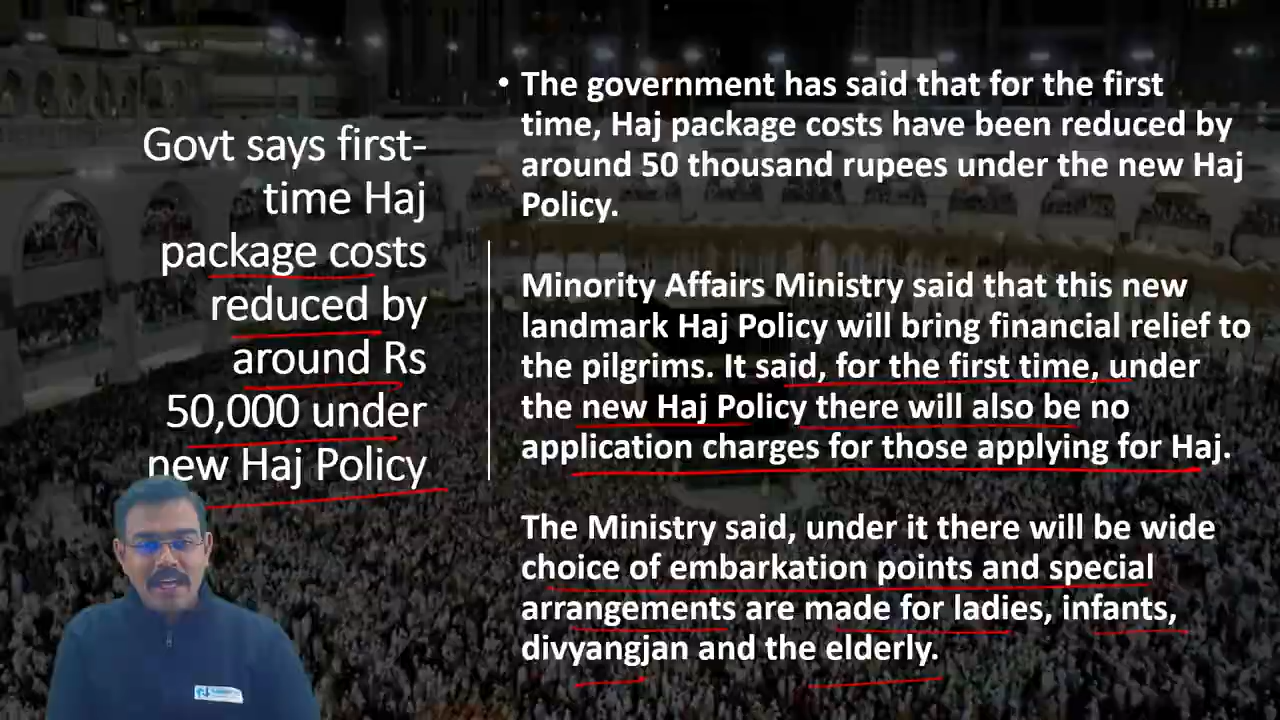 Govt says first-
time Haj
package costs
reduced by
around Rs
50,000 under
new Haj Policy
• The government has said that for the first
time, Haj package costs have been reduced by
around 50 thousand rupees under the new Haj
Policy.
Minority Affairs Ministry said that this new
landmark Haj Policy will bring financial relief to
the pilgrims. It said, for the first time, under
the new Haj Policy there will also be no
application charges for those applying for Haj.
The Ministry said, under it there will be wide
choice of embarkation points and special
arrangements are made for ladies, infants,
divyangjan and the elderly.